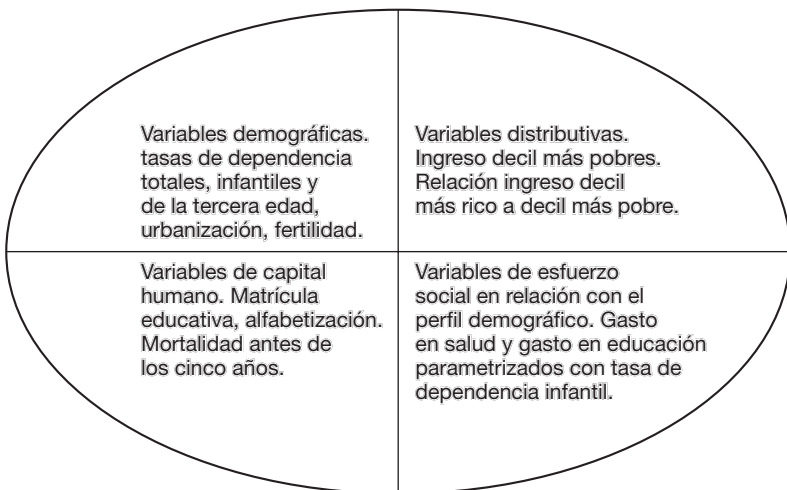 Variables demográficas.
tasas de dependencia
totales, infantiles y
de la tercera edad,
urbanización, fertilidad.
Variables distributivas.
Ingreso decil más pobres.
Relación ingreso decil
más rico a decil más pobre.
Variables de capital
humano. Matrícula
educativa, alfabetización.
Mortalidad antes de
los cinco años.
Variables de esfuerzo
social en relación con el
perfil demográfico. Gasto
en salud y gasto en educación
parametrizados con tasa de
dependencia infantil.